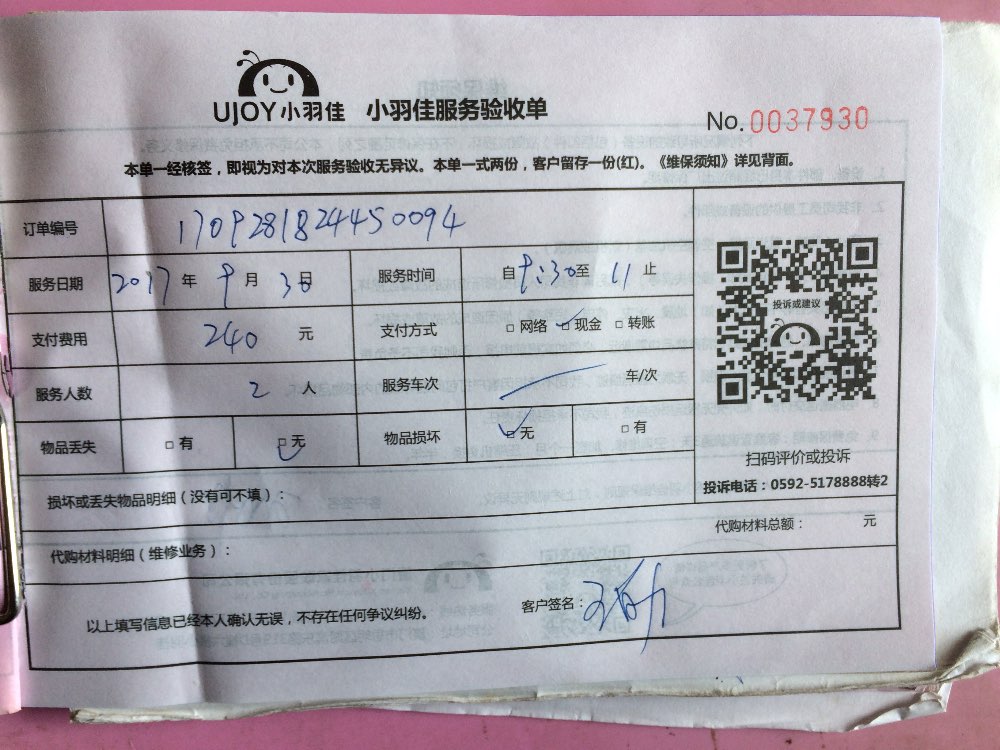 UJOY小羽佳 小羽佳服务验收单
No.0037930
本单一经核签，即视为对本次服务验收无异议。本单一式两份，客户留存一份(红)。《维保须知》详见背面。
订单编号 1709281824450094
服务日期 2017 年 9 月 3 日 服务时间 自 9:30 至 11 止
投诉或建议
支付费用 240 元 支付方式 □ 网络 ☑ 现金 □ 转账
服务人数 2 人 服务车次 车/次
物品丢失 □ 有 ☑ 无 物品损坏 ☑ 无 □ 有
扫码评价或投诉
投诉电话：0592-5178888转2
损坏或丢失物品明细（没有可不填）：
代购材料总额： 元
代购材料明细（维修业务）：
以上填写信息已经本人确认无误，不存在任何争议纠纷。
客户签名：